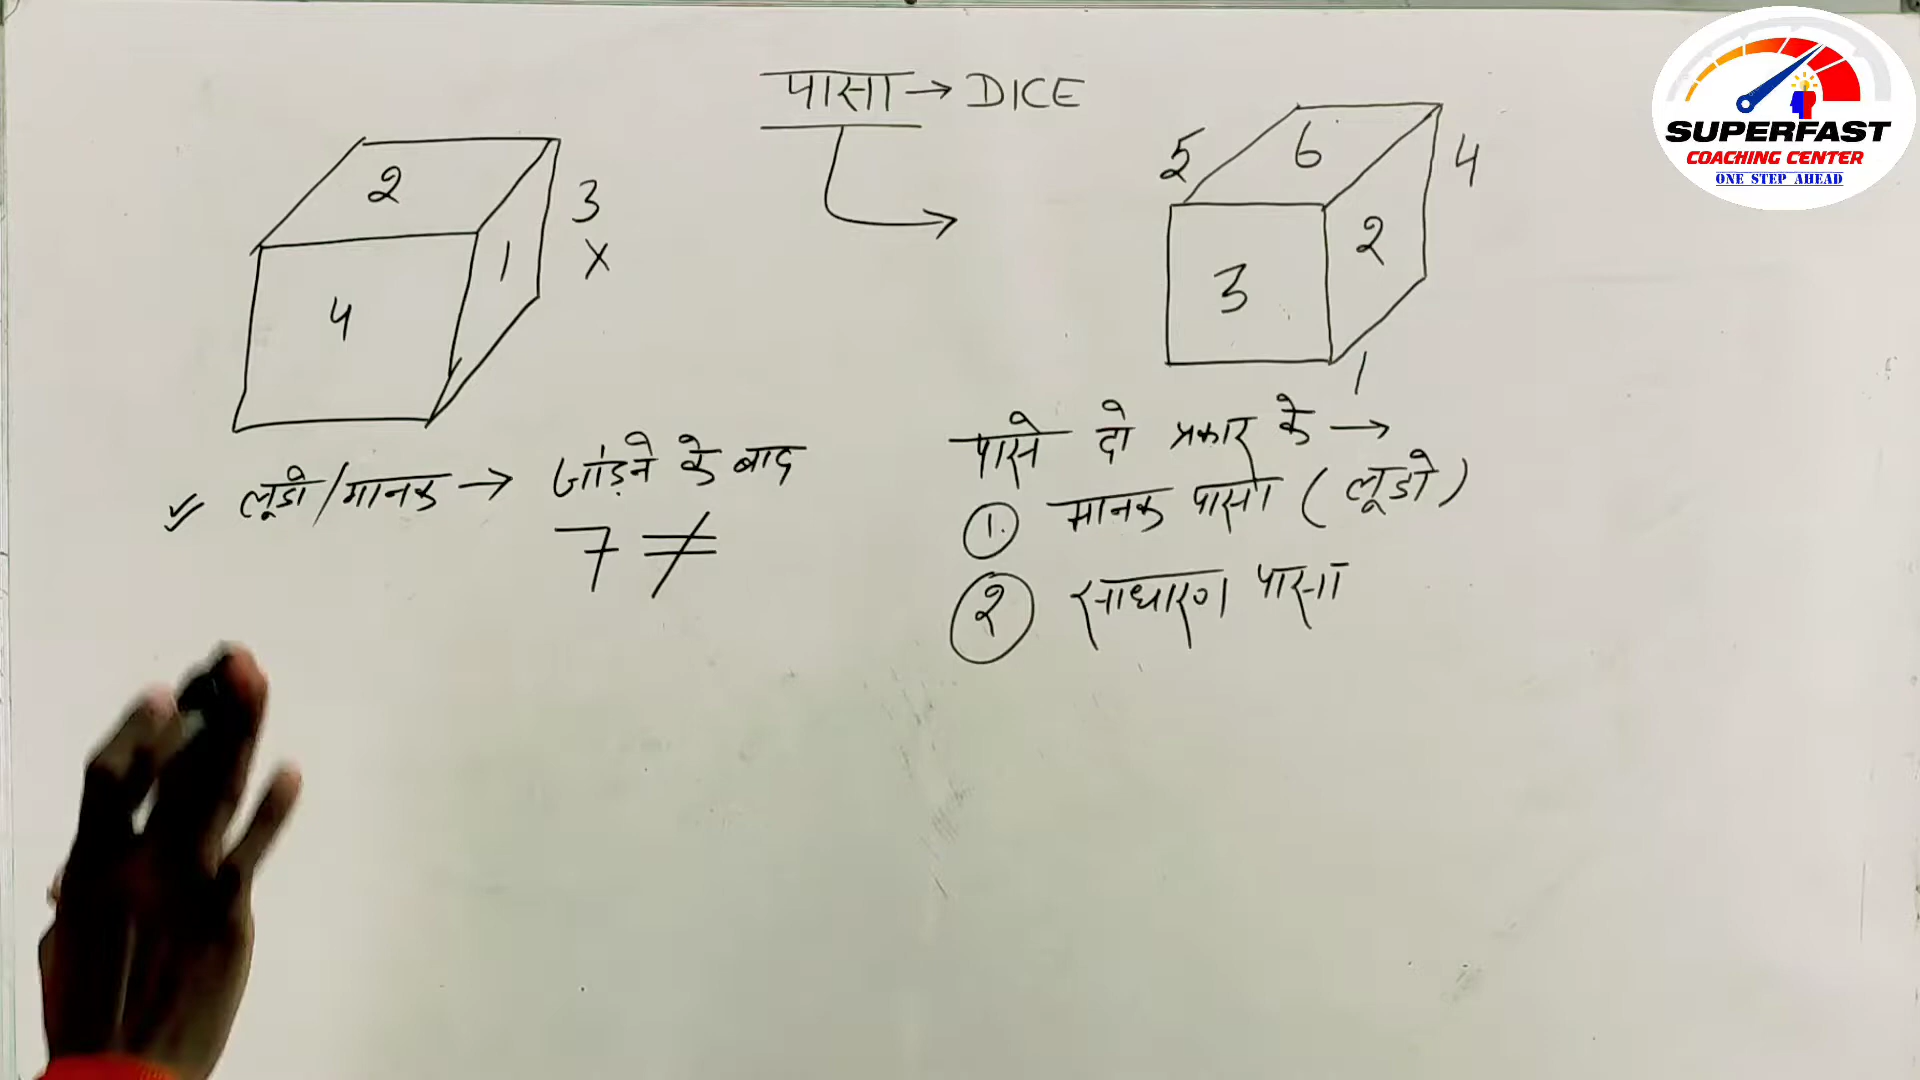 पासा → DICE
2
3
1
X
4
5
6
4
3
2
1
✓ लूडो/मानक → जोड़ने के बाद
7 ≠
पासे दो प्रकार के →
① मानक पासा (लूडो)
② साधारण पासा
SUPERFAST
COACHING CENTER
ONE STEP AHEAD